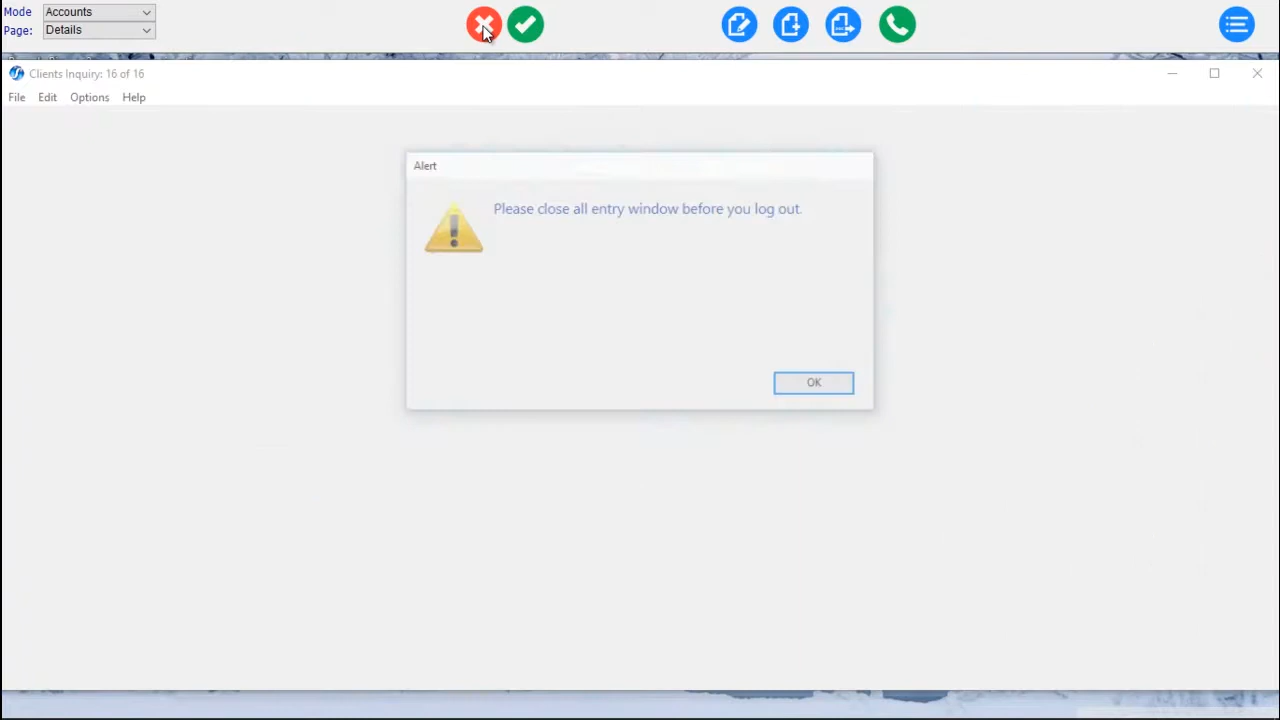 Mode Accounts
Page: Details
Clients Inquiry: 16 of 16
File Edit Options Help
Alert
Please close all entry window before you log out.
OK